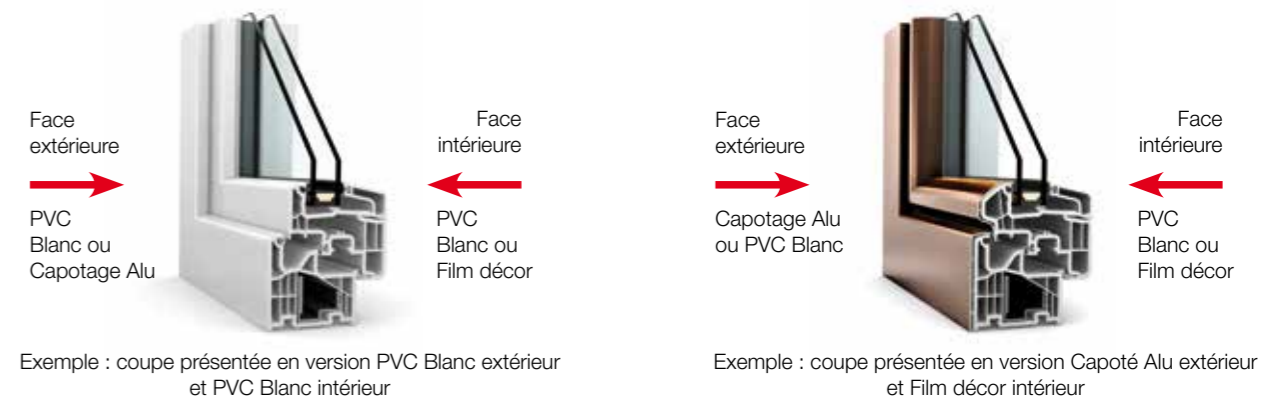 Face
extérieure
PVC
Blanc ou
Capotage Alu
Face
intérieure
PVC
Blanc ou
Film décor
Exemple : coupe présentée en version PVC Blanc extérieur
et PVC Blanc intérieur
Face
extérieure
Capotage Alu
ou PVC Blanc
Face
intérieure
PVC
Blanc ou
Film décor
Exemple : coupe présentée en version Capoté Alu extérieur
et Film décor intérieur